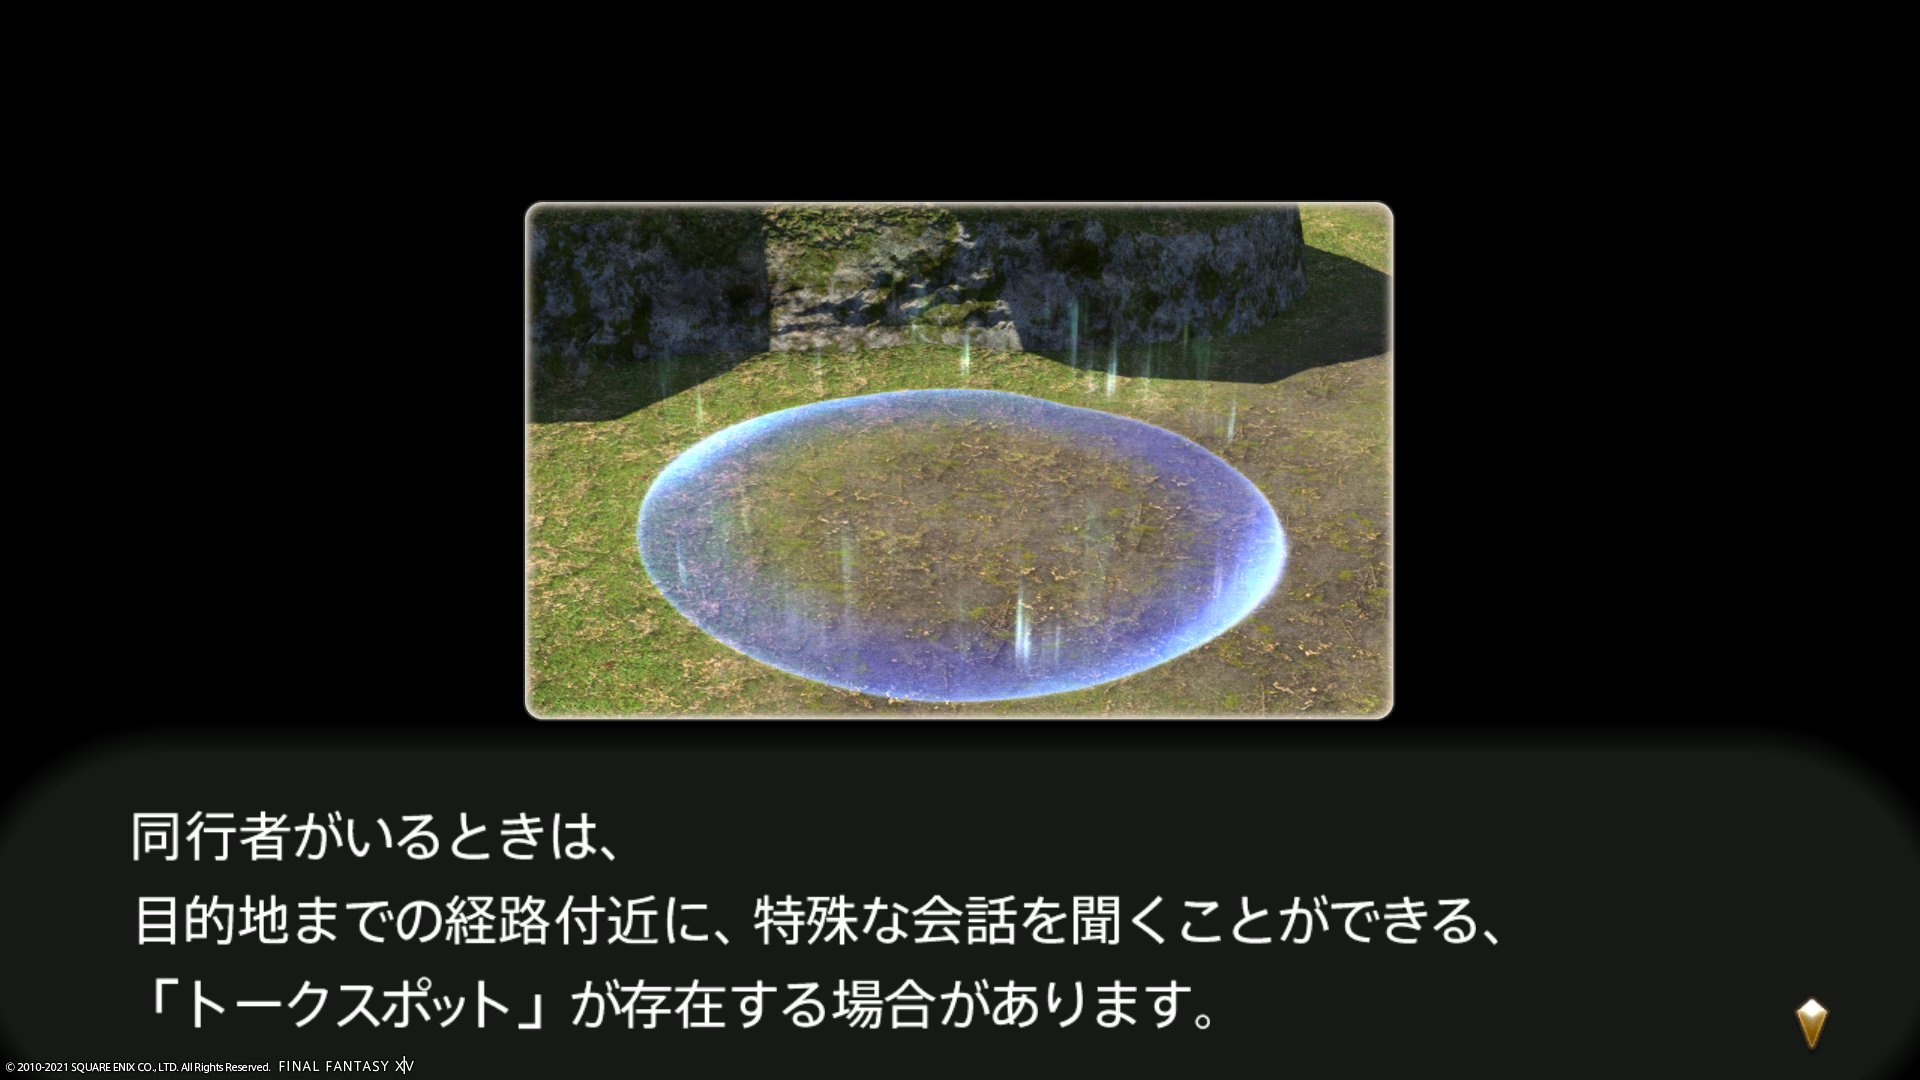 同行者がいるときは、
目的地までの経路付近に、特殊な会話を聞くことができる、
「トークスポット」が存在する場合があります。
© 2010-2021 SQUARE ENIX CO., LTD. All Rights Reserved. FINAL FANTASY XIV